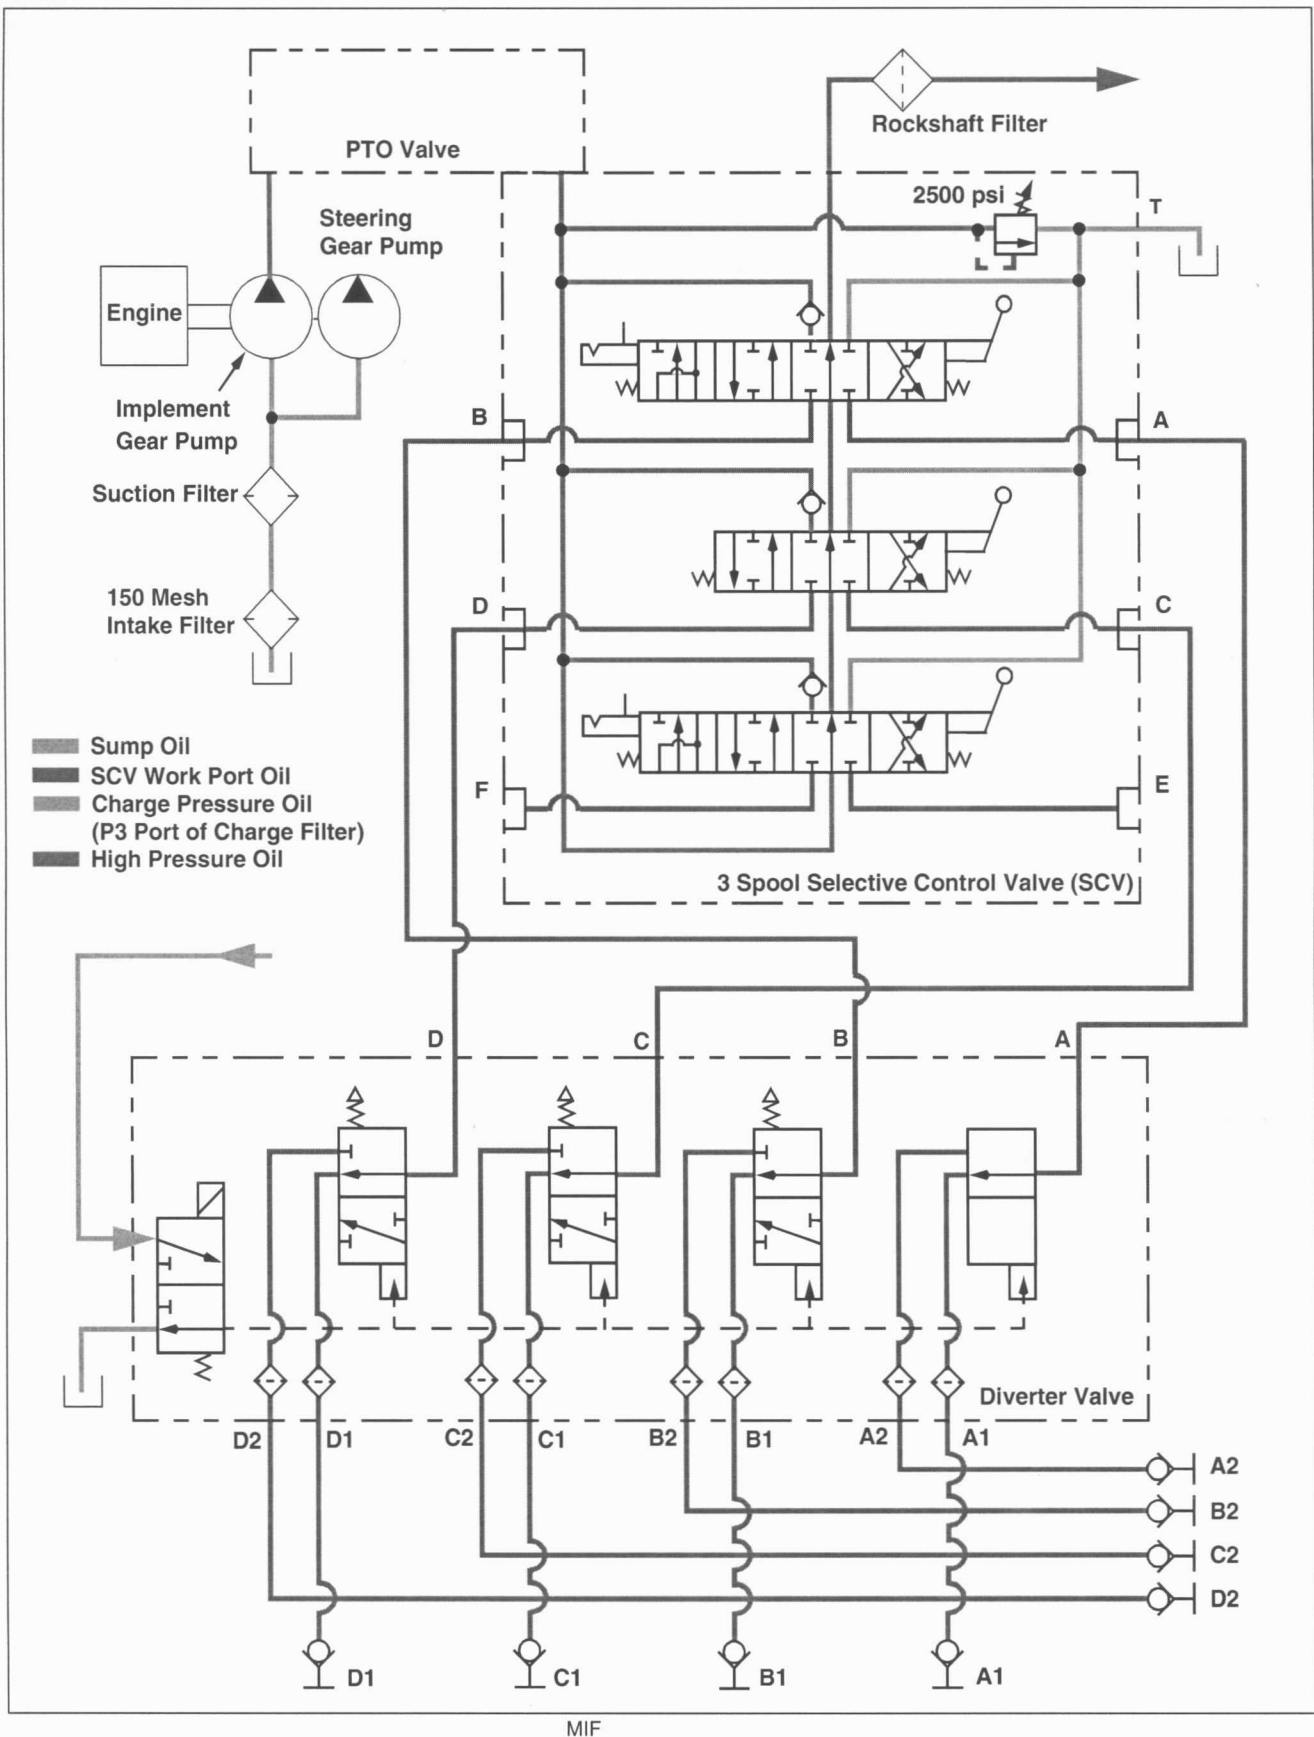 Rockshaft Filter
PTO Valve
2500 psi
T
Steering
Gear Pump
Engine
Implement
Gear Pump
B
A
Suction Filter
150 Mesh
Intake Filter
D
C
Sump Oil
SCV Work Port Oil
Charge Pressure Oil
(P3 Port of Charge Filter)
High Pressure Oil
F
E
3 Spool Selective Control Valve (SCV)
D
C
B
A
Diverter Valve
D2
D1
C2
C1
B2
B1
A2
A1
A2
B2
C2
D2
D1
C1
B1
A1
MIF